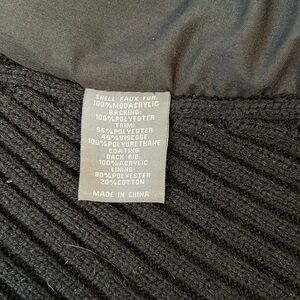 SHELL FAUX FUR:
100%MODACRYLIC
BACKING:
100%POLYESTER
TRIM:
55%POLYESTER
45%VISCOSE
100%POLYURETHANE
COATING
BACK RIB:
100%ACRYLIC
LINING:
80%POLYESTER
20%COTTON
MADE IN CHINA